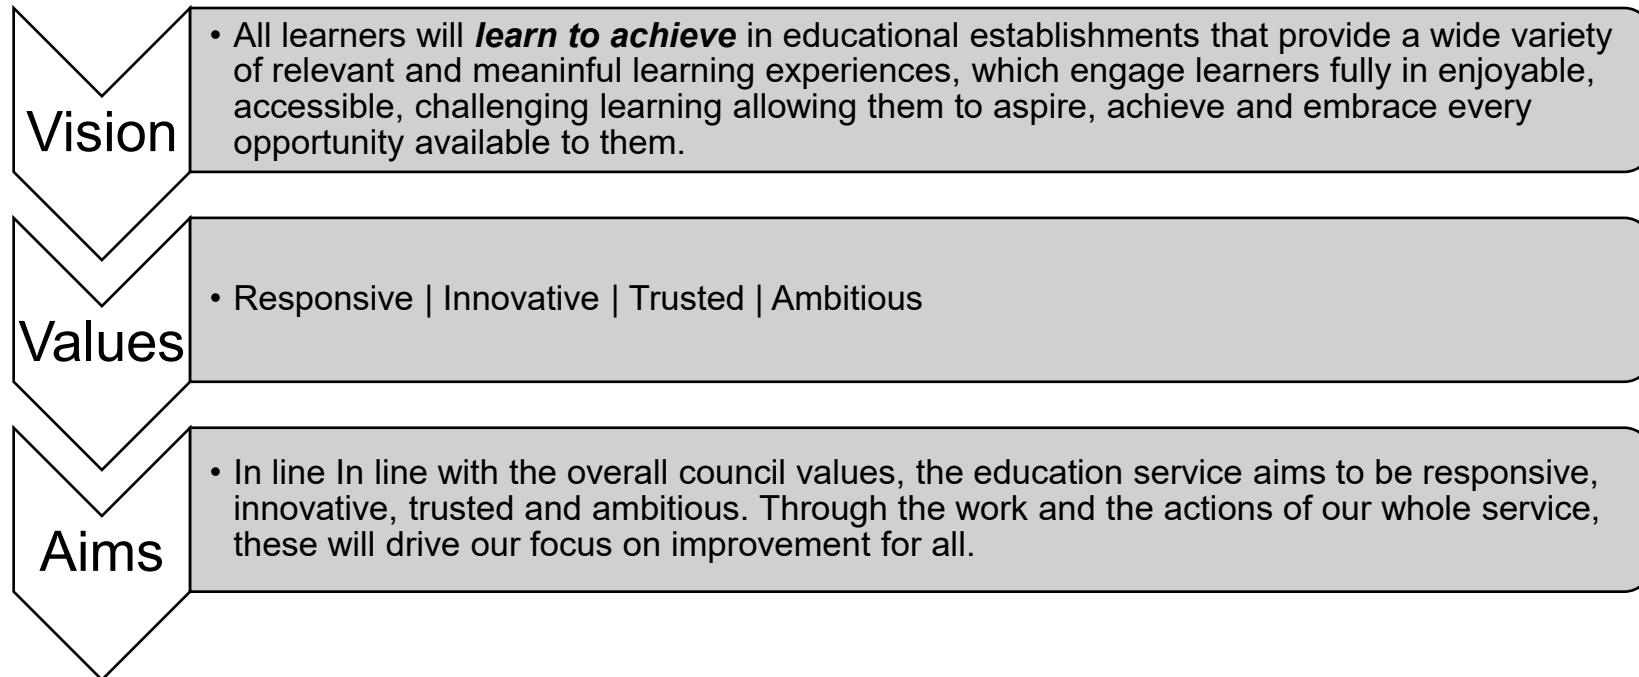 Vision
• All learners will learn to achieve in educational establishments that provide a wide variety
of relevant and meaninful learning experiences, which engage learners fully in enjoyable,
accessible, challenging learning allowing them to aspire, achieve and embrace every
opportunity available to them.
Values
• Responsive | Innovative | Trusted | Ambitious
Aims
• In line In line with the overall council values, the education service aims to be responsive,
innovative, trusted and ambitious. Through the work and the actions of our whole service,
these will drive our focus on improvement for all.